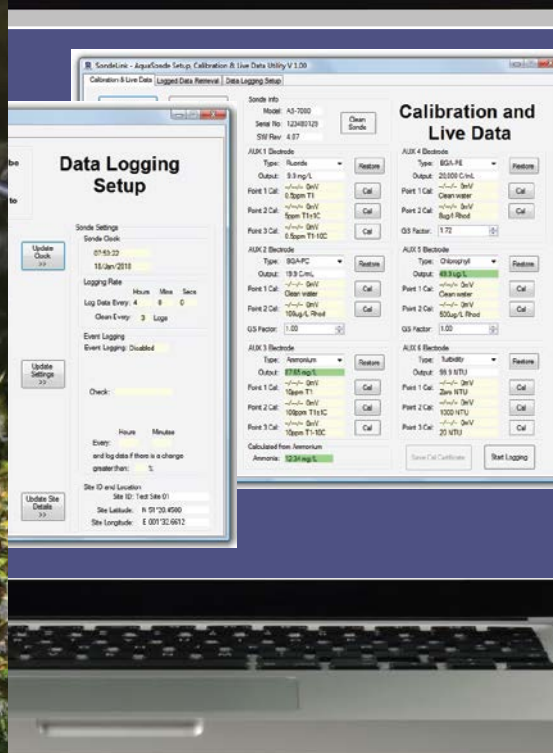 SondeLink - AquaSonde Setup, Calibration & Live Data Utility V 1.00
Calibration & Live Data Logged Data Retrieval Data Logging Setup
Data Logging
Setup
Update
Clock
>>
Update
Settings
>>
Update Site
Details
>>
Sonde Settings
Sonde Clock
07:53:22
18/Jan/2018
Logging Rate
Hours Mins Secs
Log Data Every: 4 0 0
Clean Every: 3 Logs
Event Logging
Event Logging: Disabled
Check:
Hours Minutes
Every:
and log data if there is a change
greater than: %
Site ID and Location
Site ID: Test Site 01
Site Latitude: N 51°20.4500
Site Longitude: E 001°32.6612
Calibration and
Live Data
Sonde Info
Model: AS-7000
Serial No: 123480129
S/W Rev: 4.07
Clean
Sonde
AUX 1 Electrode
Type: Fluoride
Restore
Output: 9.9 mg/L
Point 1 Cal: -/-/- 0mV
0.5ppm T1
Cal
Point 2 Cal: -/-/- 0mV
5ppm T1±1C
Cal
Point 3 Cal: -/-/- 0mV
0.5ppm T1-10C
Cal
AUX 2 Electrode
Type: BGA-PC
Restore
Output: 19.9 C/mL
Point 1 Cal: -/-/- 0mV
Clean water
Cal
Point 2 Cal: -/-/- 0mV
100ug/L Rhod
Cal
GS Factor: 1.00
AUX 3 Electrode
Type: Ammonium
Restore
Output: 87.65 mg/L
Point 1 Cal: -/-/- 0mV
10ppm T1
Cal
Point 2 Cal: -/-/- 0mV
100ppm T1±1C
Cal
Point 3 Cal: -/-/- 0mV
10ppm T1-10C
Cal
Calculated from Ammonium
Ammonia: 12.34 mg/L
AUX 4 Electrode
Type: BGA-PE
Restore
Output: 20,000 C/mL
Point 1 Cal: -/-/- 0mV
Clean water
Cal
Point 2 Cal: -/-/- 0mV
8ug/l Rhod
Cal
GS Factor: 1.72
AUX 5 Electrode
Type: Chlorophyll
Restore
Output: 49.9 ug/L
Point 1 Cal: -/-/- 0mV
Clean water
Cal
Point 2 Cal: -/-/- 0mV
500ug/L Rhod
Cal
GS Factor: 1.00
AUX 6 Electrode
Type: Turbidity
Restore
Output: 99.9 NTU
Point 1 Cal: -/-/- 0mV
Zero NTU
Cal
Point 2 Cal: -/-/- 0mV
1000 NTU
Cal
Point 3 Cal: -/-/- 0mV
20 NTU
Cal
Save Cal Certificate
Start Logging